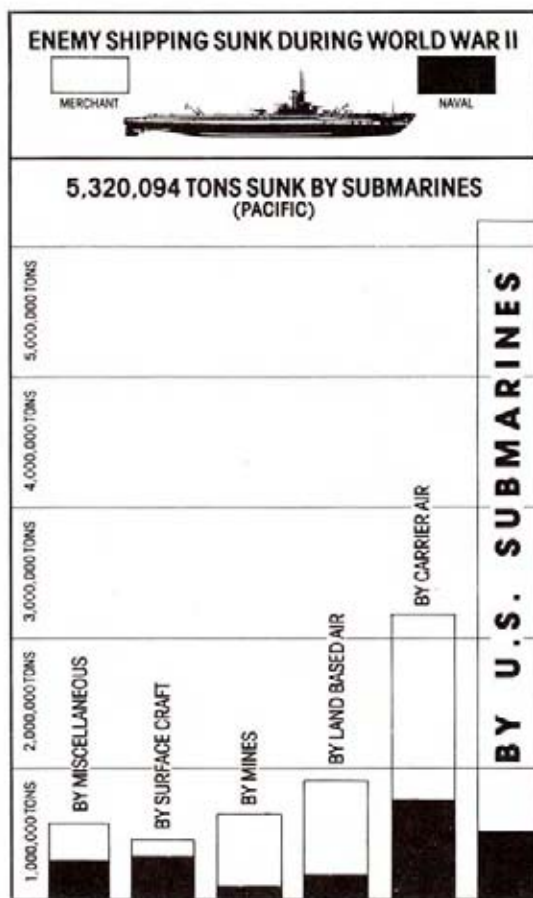 ENEMY SHIPPING SUNK DURING WORLD WAR II
MERCHANT
NAVAL
5,320,094 TONS SUNK BY SUBMARINES
(PACIFIC)
5,000,000 TONS
4,000,000 TONS
3,000,000 TONS
2,000,000 TONS
1,000,000 TONS
BY MISCELLANEOUS
BY SURFACE CRAFT
BY MINES
BY LAND BASED AIR
BY CARRIER AIR
BY U.S. SUBMARINES